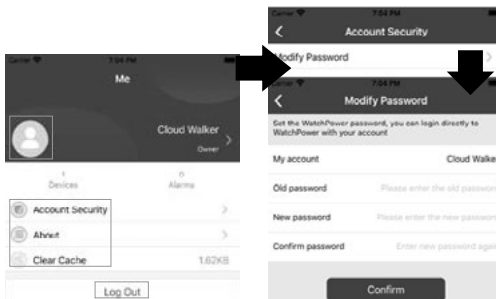 Carrier 7:04 PM
Me
Cloud Walker
Owner
1
Devices
0
Alarms
Account Security
About
Clear Cache
1.62KB
Log Out
Carrier 7:04 PM
Account Security
Modify Password
7:04 PM
Modify Password
Set the WatchPower password, you can login directly to
WatchPower with your account
My account
Cloud Walke
Old password
Please enter the old password
New password
Please enter the new password
Confirm password
Enter new password again
Confirm